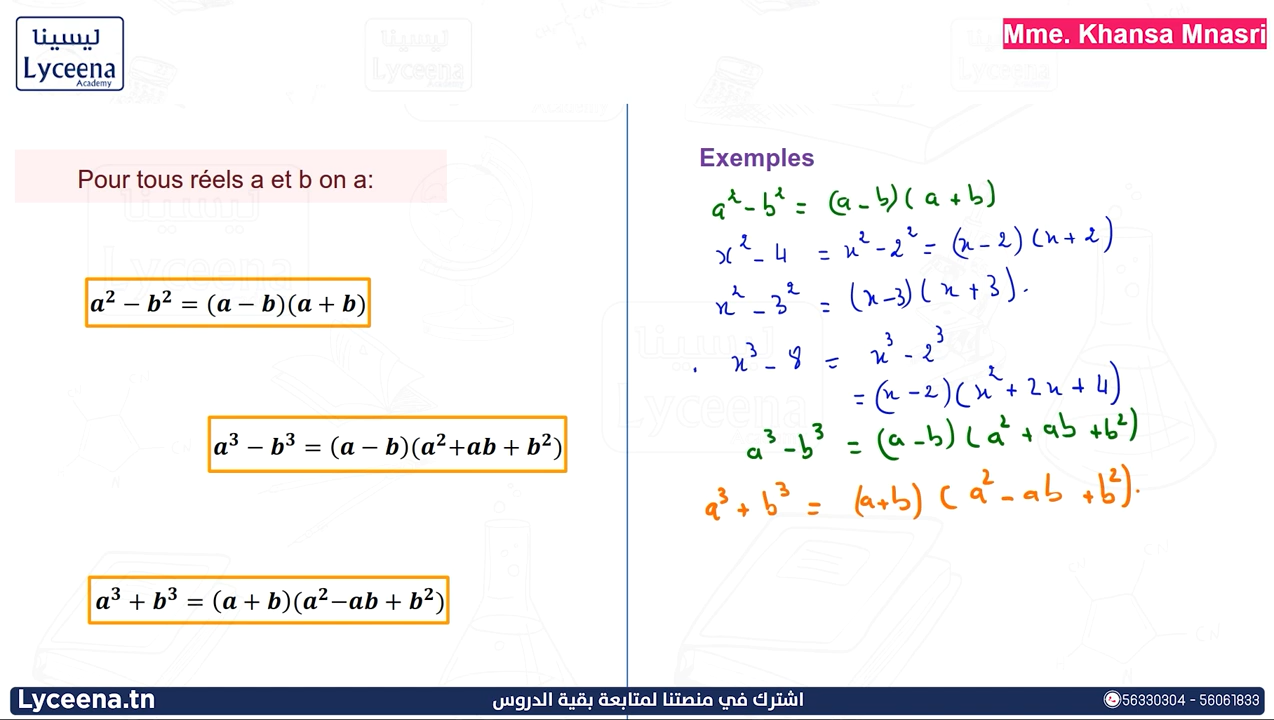 ليسينا
Lyceena
Academy
Mme. Khansa Mnasri
Pour tous réels a et b on a:
a² − b² = (a − b)(a + b)
a³ − b³ = (a − b)(a²+ab + b²)
a³ + b³ = (a + b)(a²−ab + b²)
Exemples
a² - b² = (a - b)(a + b)
x² - 4 = x² - 2² = (x - 2)(x + 2)
x² - 3² = (x - 3)(x + 3).
. x³ - 8 = x³ - 2³
= (x - 2)(x² + 2x + 4)
a³ - b³ = (a - b)(a² + ab + b²)
a³ + b³ = (a + b)(a² - ab + b²).
Lyceena.tn
اشترك في منصتنا لمتابعة بقية الدروس
56330304 - 56061833